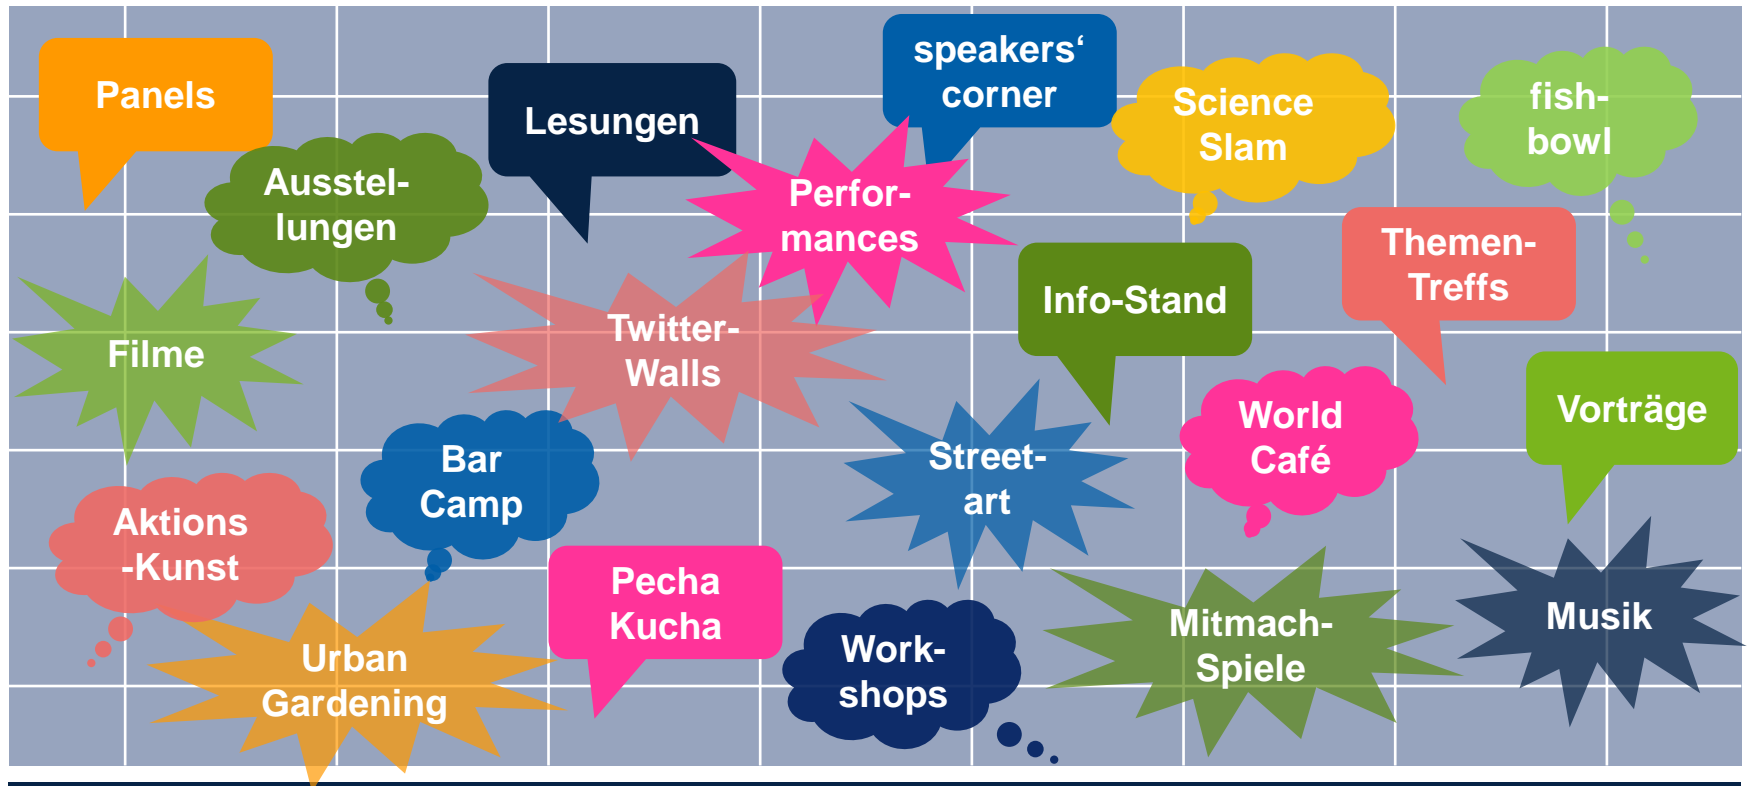 Panels
Ausstel-
lungen
Lesungen
speakers‘
corner
Perfor-
mances
Science
Slam
fish-
bowl
Themen-
Treffs
Info-Stand
Filme
Twitter-
Walls
World
Café
Vorträge
Bar
Camp
Street-
art
Aktions
-Kunst
Pecha
Kucha
Urban
Gardening
Work-
shops
Mitmach-
Spiele
Musik